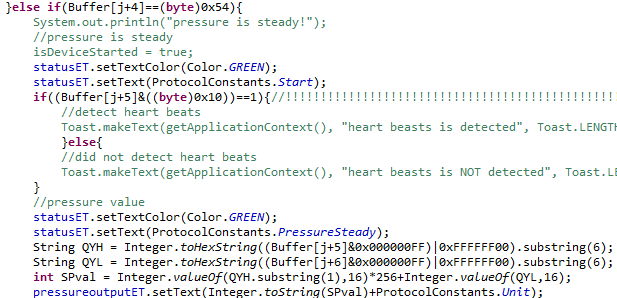 }else if(Buffer[j+4]==(byte)0x54){
System.out.println("pressure is steady!");
//pressure is steady
isDeviceStarted = true;
statusET.setTextColor(Color.GREEN);
statusET.setText(ProtocolConstants.Start);
if((Buffer[j+5]&((byte)0x10))==1){//!!!!!!!!!!!!!!!!!!!!!!!!!!!!!!!!!!!!!!!!!!!!!!!!
//detect heart beats
Toast.makeText(getApplicationContext(), "heart beasts is detected", Toast.LENGTH
}else{
//did not detect heart beats
Toast.makeText(getApplicationContext(), "heart beasts is NOT detected", Toast.LE
}
//pressure value
statusET.setTextColor(Color.GREEN);
statusET.setText(ProtocolConstants.PressureSteady);
String QYH = Integer.toHexString((Buffer[j+5]&0x000000FF)|0xFFFFFF00).substring(6);
String QYL = Integer.toHexString((Buffer[j+6]&0x000000FF)|0xFFFFFF00).substring(6);
int SPval = Integer.valueOf(QYH.substring(1),16)*256+Integer.valueOf(QYL,16);
pressureoutputET.setText(Integer.toString(SPval)+ProtocolConstants.Unit);